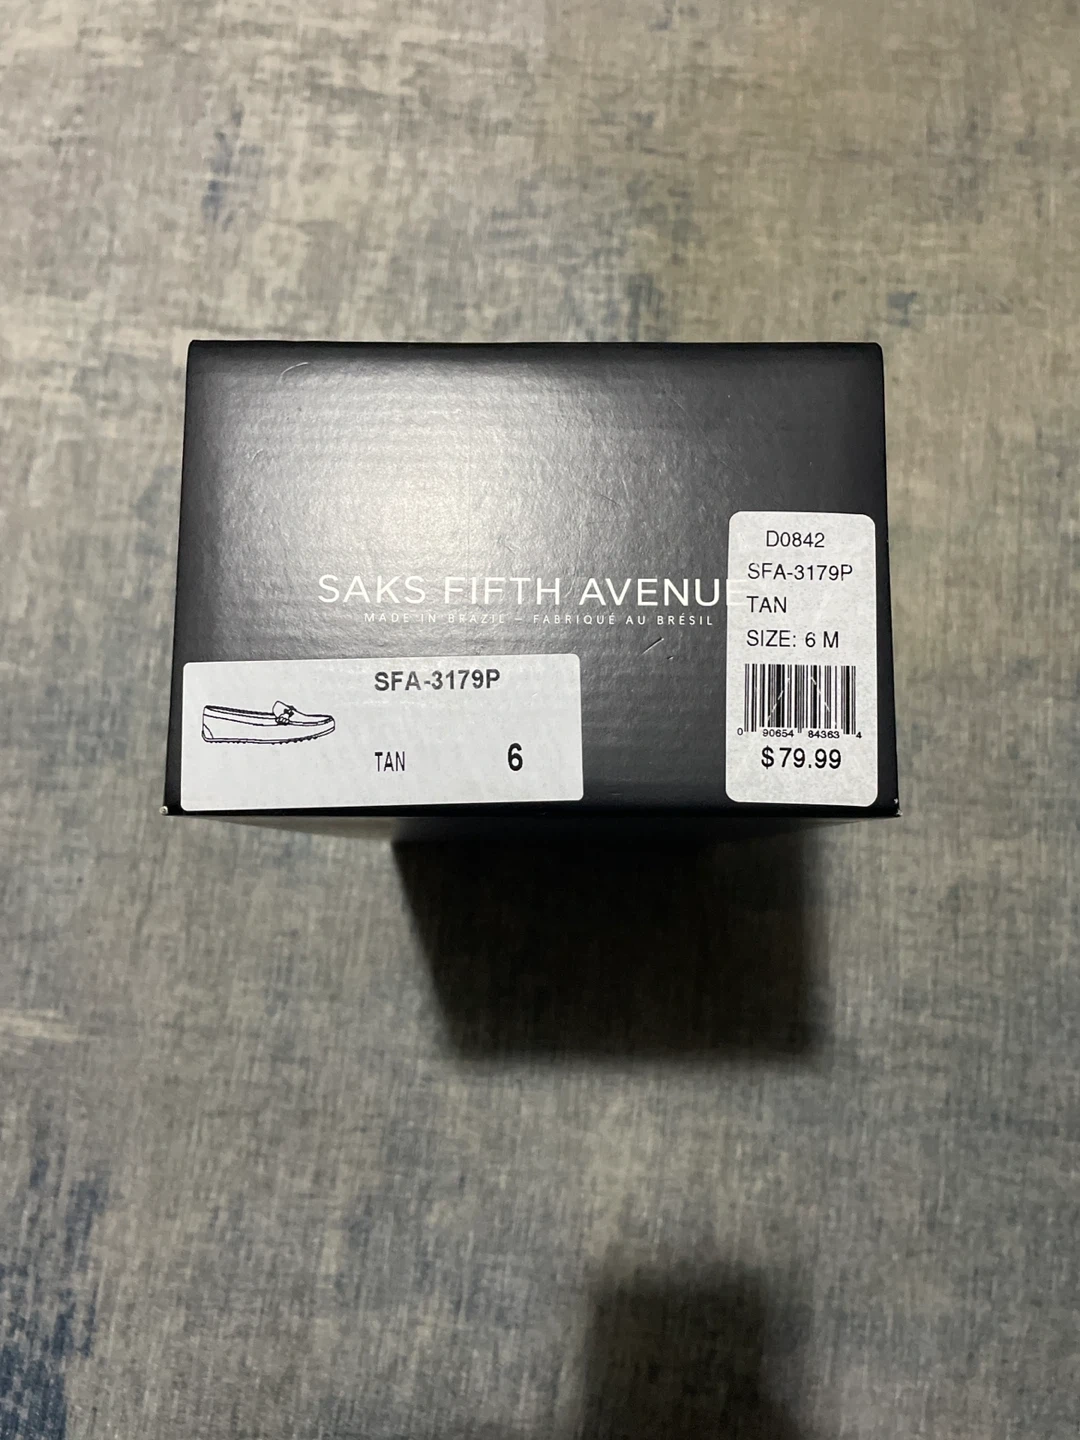 SAKS FIFTH AVENUE
MADE IN BRAZIL – FABRIQUÉ AU BRÉSIL
SFA-3179P
TAN 6
D0842
SFA-3179P
TAN
SIZE: 6 M
0 90654 84363 4
$79.99